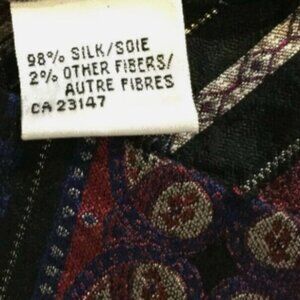 98% SILK/SOIE
2% OTHER FIBERS/
AUTRE FIBRES
CA 23147